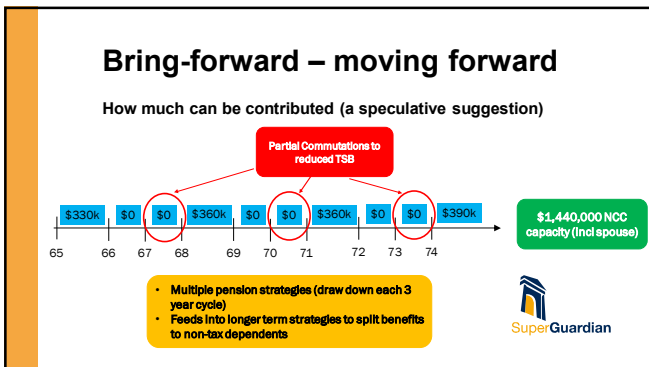 Bring-forward – moving forward
How much can be contributed (a speculative suggestion)
Partial Commutations to
reduced TSB
$330k $0 $0 $360k $0 $0 $360k $0 $0 $390k
65 66 67 68 69 70 71 72 73 74
$1,440,000 NCC
capacity (incl spouse)
• Multiple pension strategies (draw down each 3
year cycle)
• Feeds into longer term strategies to split benefits
to non-tax dependents
SuperGuardian